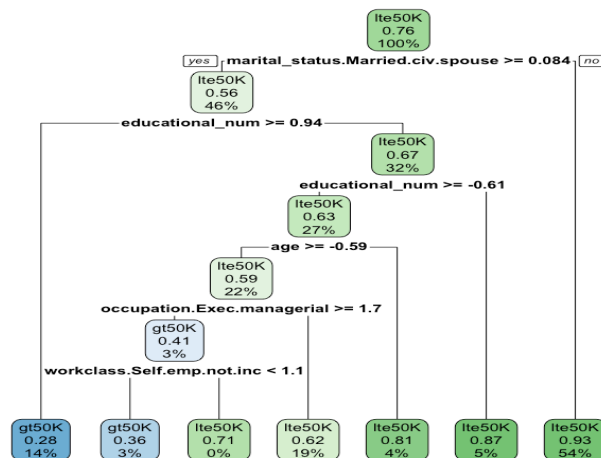 lte50K
0.76
100%
yes marital_status.Married.civ.spouse >= 0.084 no
lte50K
0.56
46%
educational_num >= 0.94
lte50K
0.67
32%
educational_num >= -0.61
lte50K
0.63
27%
age >= -0.59
lte50K
0.59
22%
occupation.Exec.managerial >= 1.7
gt50K
0.41
3%
workclass.Self.emp.not.inc < 1.1
gt50K gt50K lte50K lte50K lte50K lte50K lte50K
0.28 0.36 0.71 0.62 0.81 0.87 0.93
14% 3% 0% 19% 4% 5% 54%